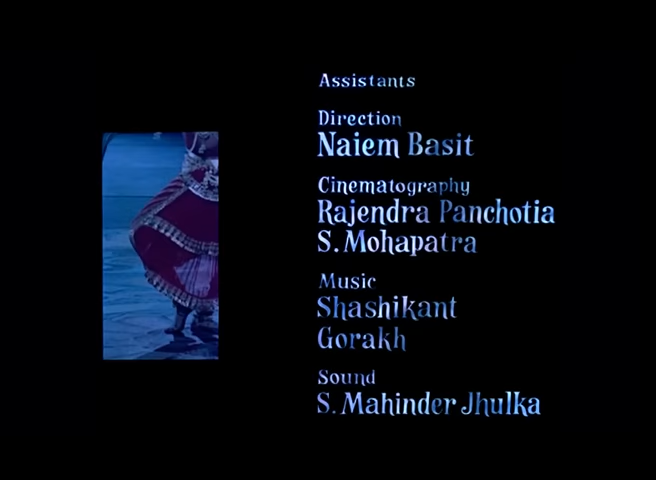 Assistants
Direction
Naiem Basit
Cinematography
Rajendra Panchotia
S. Mohapatra
Music
Shashikant
Gorakh
Sound
S. Mahinder Jhulka